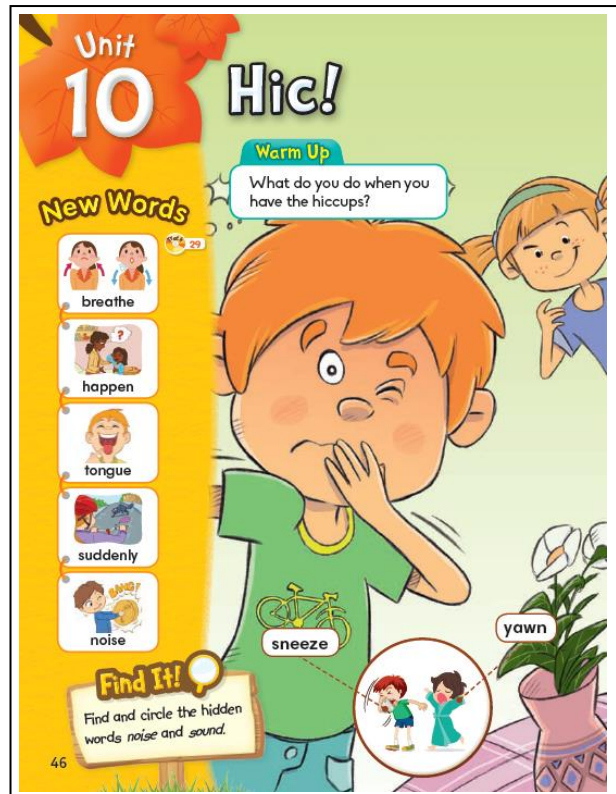 Unit
10
Hic!
Warm Up
What do you do when you
have the hiccups?
New Words
29
breathe
happen
?
tongue
suddenly
BANG!
noise
sneeze
yawn
Find It!
Find and circle the hidden
words noise and sound.
46